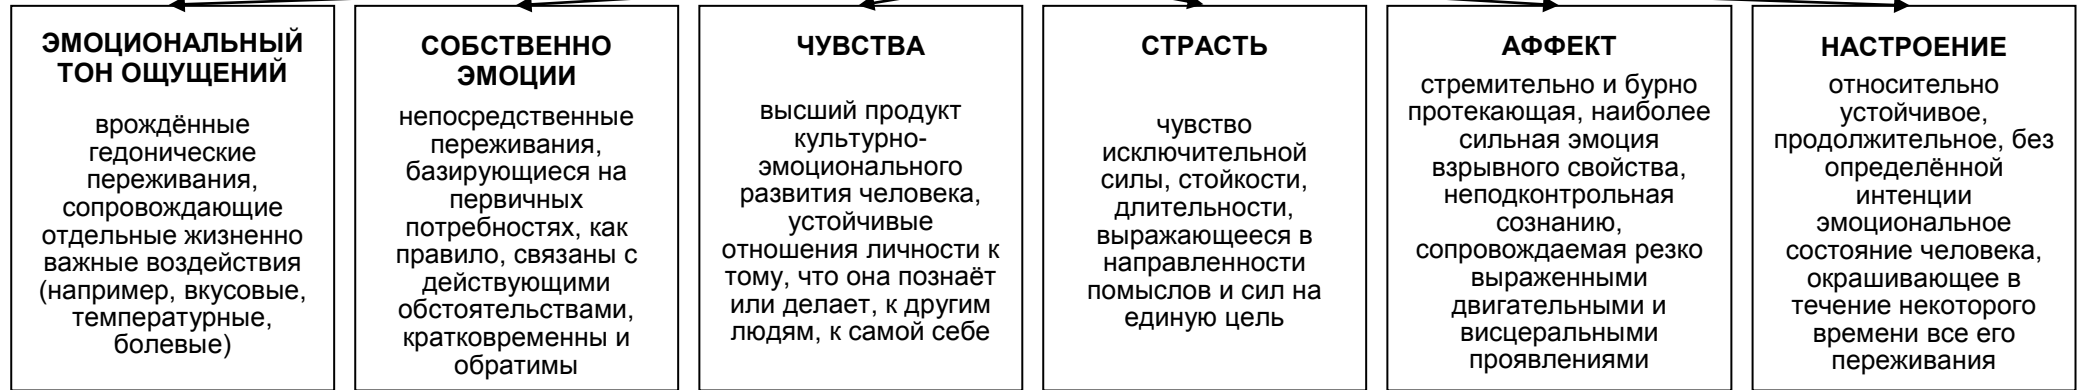 ЭМОЦИОНАЛЬНЫЙ
ТОН ОЩУЩЕНИЙ
врождённые
гедонические
переживания,
сопровождающие
отдельные жизненно
важные воздействия
(например, вкусовые,
температурные,
болевые)
СОБСТВЕННО
ЭМОЦИИ
непосредственные
переживания,
базирующиеся на
первичных
потребностях, как
правило, связаны с
действующими
обстоятельствами,
кратковременны и
обратимы
ЧУВСТВА
высший продукт
культурно-
эмоционального
развития человека,
устойчивые
отношения личности к
тому, что она познаёт
или делает, к другим
людям, к самой себе
СТРАСТЬ
чувство
исключительной
силы, стойкости,
длительности,
выражающееся в
направленности
помыслов и сил на
единую цель
АФФЕКТ
стремительно и бурно
протекающая, наиболее
сильная эмоция
взрывного свойства,
неподконтрольная
сознанию,
сопровождаемая резко
выраженными
двигательными и
висцеральными
проявлениями
НАСТРОЕНИЕ
относительно
устойчивое,
продолжительное, без
определённой
интенции
эмоциональное
состояние человека,
окрашивающее в
течение некоторого
времени все его
переживания